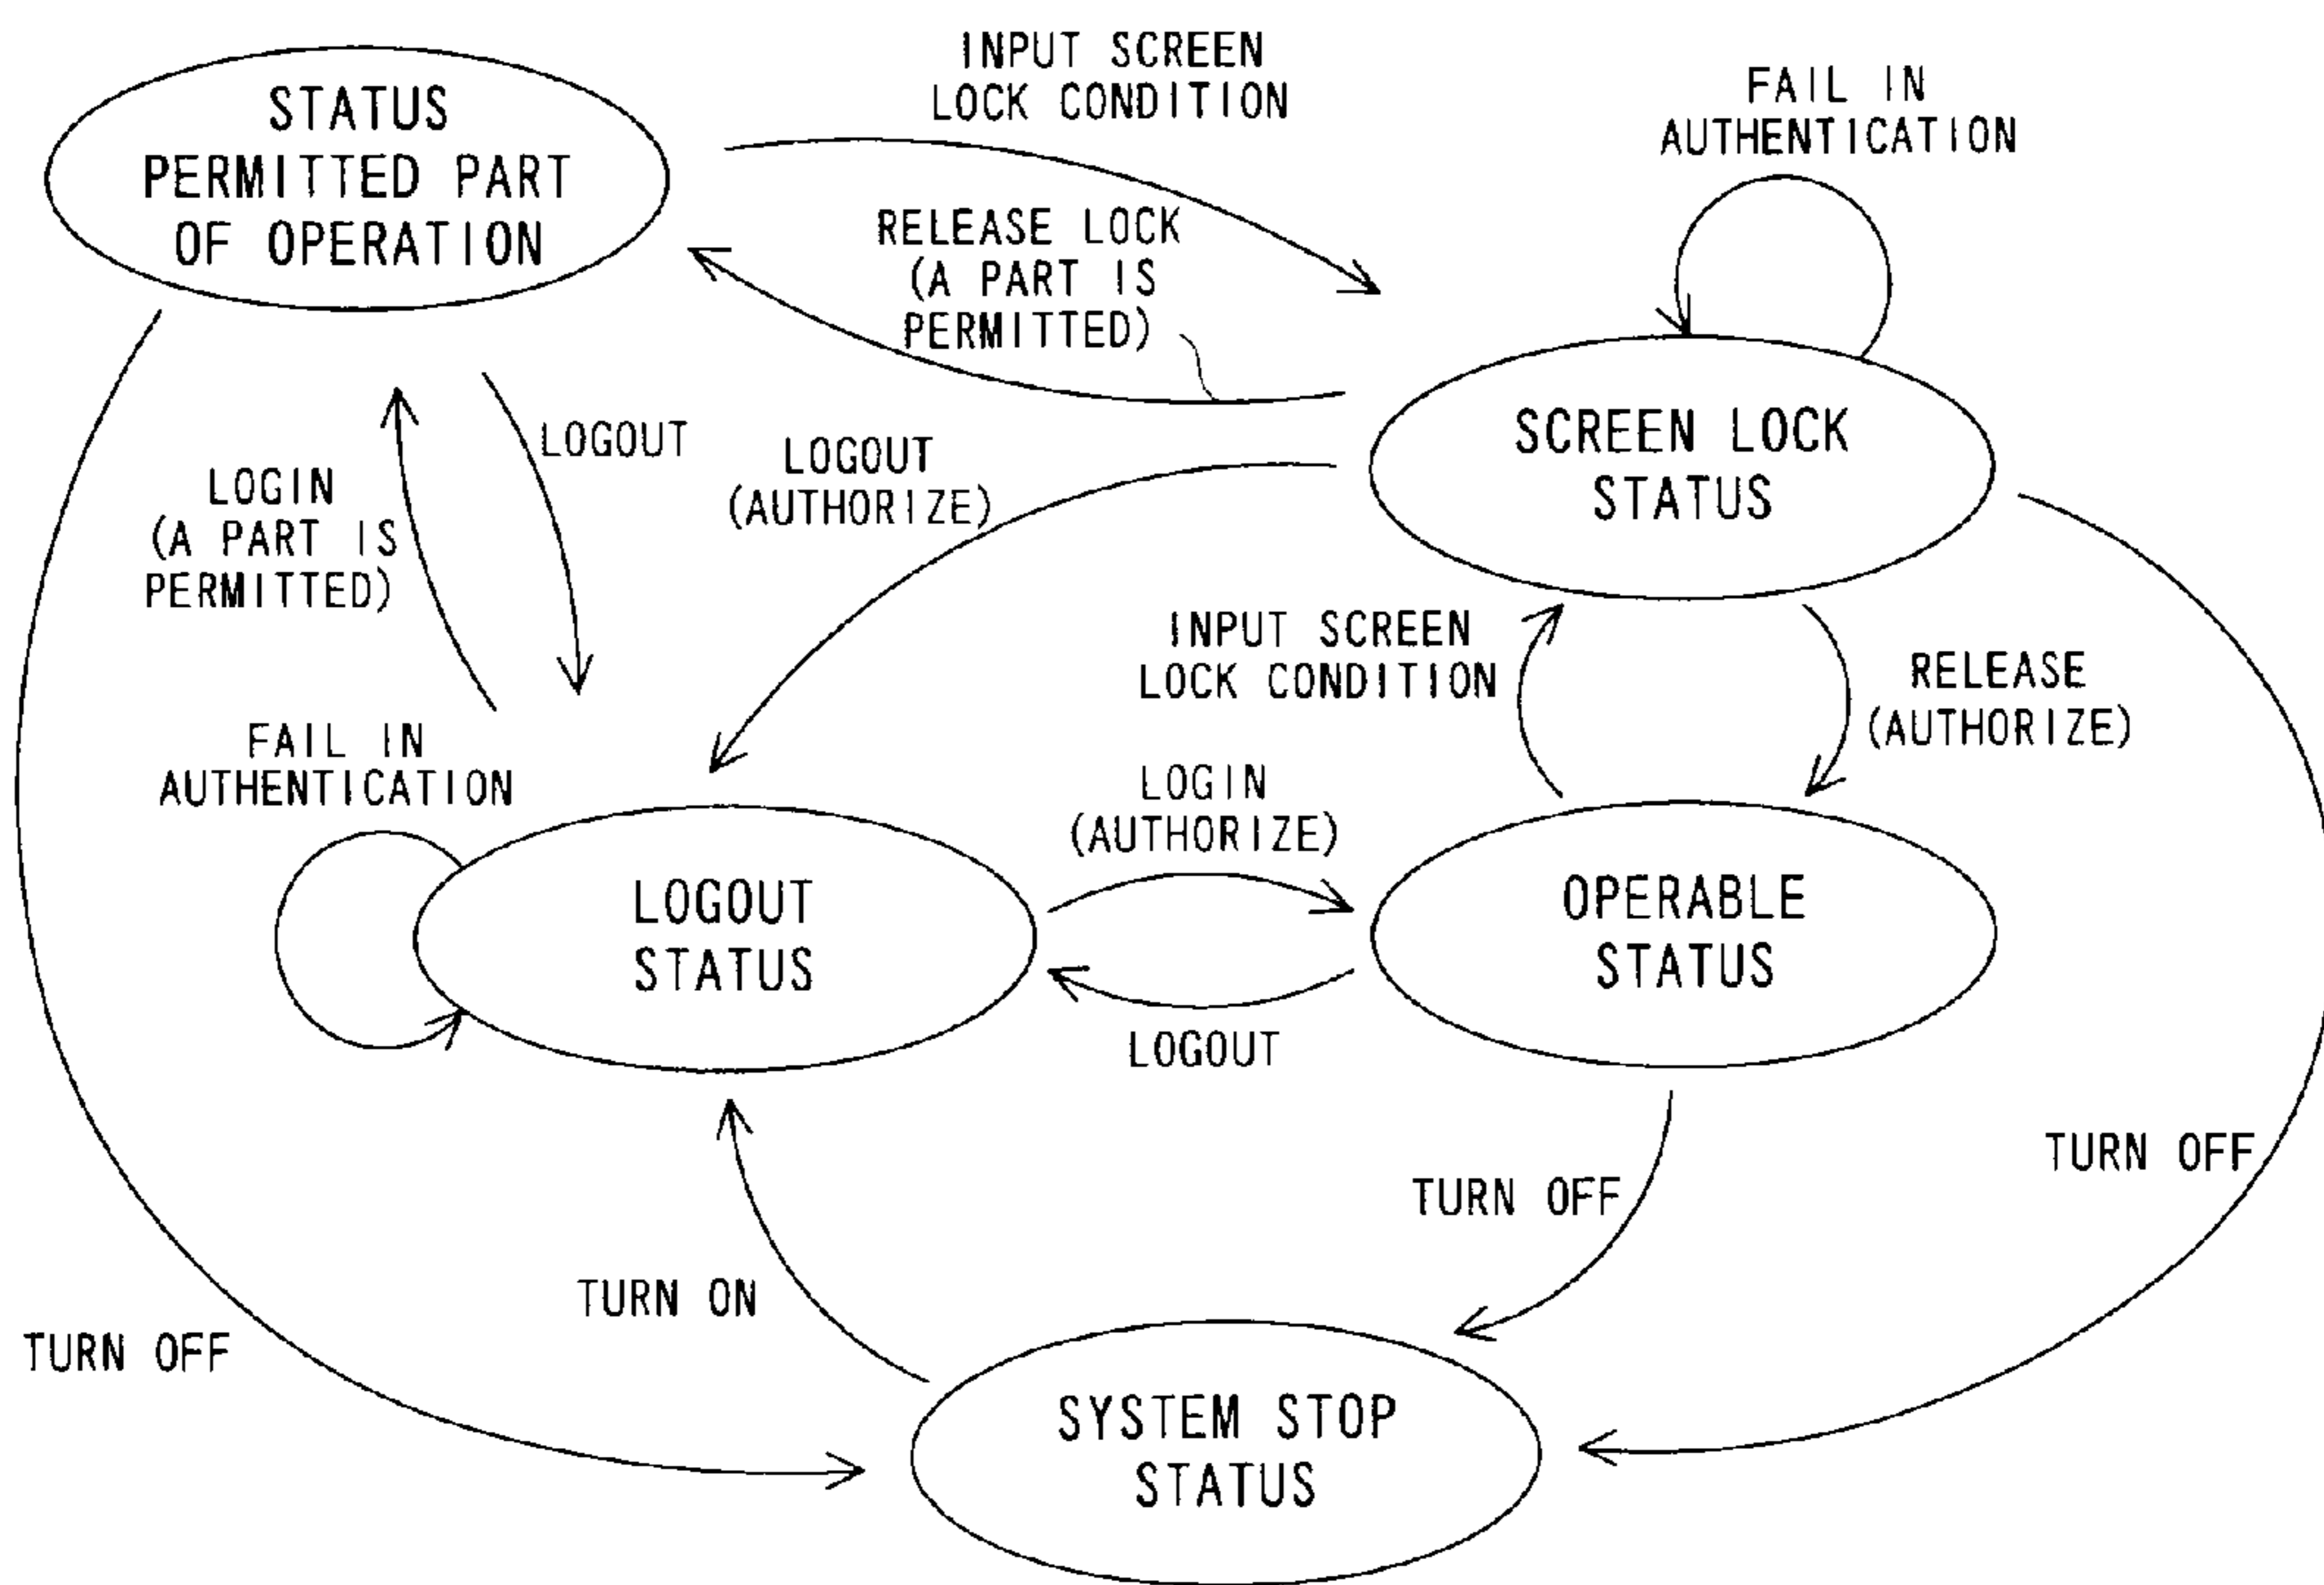 INPUT SCREEN
LOCK CONDITION
FAIL IN
AUTHENTICATION
STATUS
PERMITTED PART
OF OPERATION
RELEASE LOCK
(A PART IS
PERMITTED)
SCREEN LOCK
STATUS
LOGOUT
LOGOUT
(AUTHORIZE)
LOGIN
(A PART IS
PERMITTED)
INPUT SCREEN
LOCK CONDITION
RELEASE
(AUTHORIZE)
FAIL IN
AUTHENTICATION
LOGIN
(AUTHORIZE)
LOGOUT
STATUS
OPERABLE
STATUS
LOGOUT
TURN OFF
TURN OFF
TURN ON
TURN OFF
SYSTEM STOP
STATUS